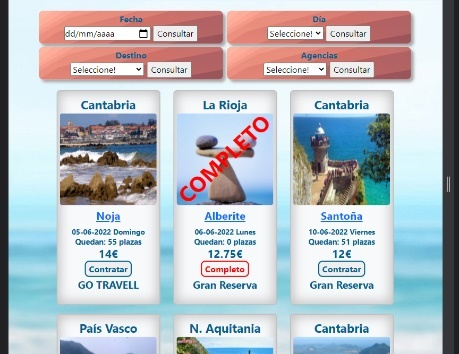 Fecha
dd/mm/aaaa Consultar
Día
Seleccione! Consultar
Destino
Seleccione! Consultar
Agencias
Seleccione! Consultar
Cantabria
Noja
05-06-2022 Domingo
Quedan: 55 plazas
14€
Contratar
GO TRAVELL
La Rioja
COMPLETO
Alberite
06-06-2022 Lunes
Quedan: 0 plazas
12.75€
Completo
Gran Reserva
Cantabria
Santoña
10-06-2022 Viernes
Quedan: 51 plazas
12€
Contratar
Gran Reserva
País Vasco
N. Aquitania
Cantabria